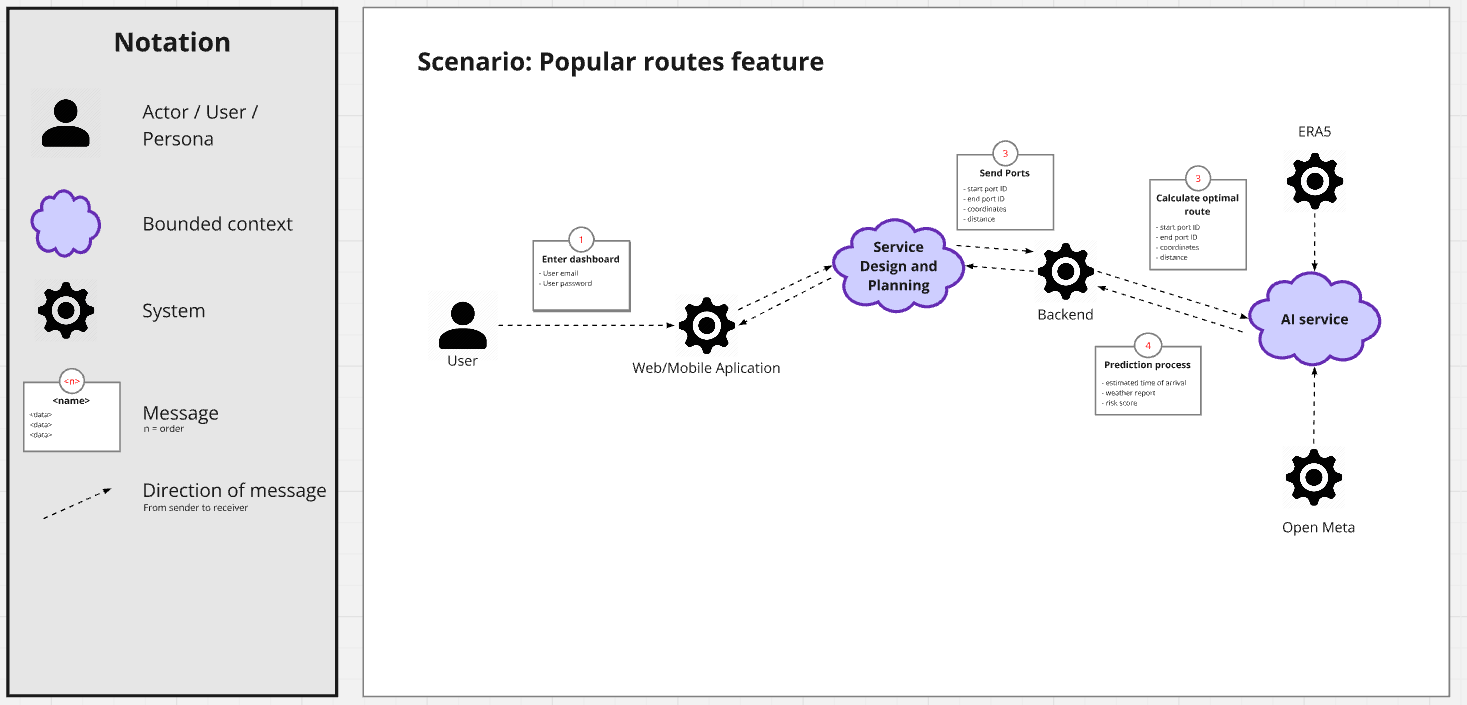 Notation
Actor / User /
Persona
Bounded context
System
<n>
<name>
<data>
<data>
<data>
Message
n = order
Direction of message
From sender to receiver
Scenario: Popular routes feature
1
Enter dashboard
- User email
- User password
User
Web/Mobile Aplication
Service
Design and
Planning
3
Send Ports
- start port ID
- end port ID
- coordinates
- distance
Backend
3
Calculate optimal
route
- start port ID
- end port ID
- coordinates
- distance
4
Prediction process
- estimated time of arrival
- weather report
- risk score
ERA5
AI service
Open Meta